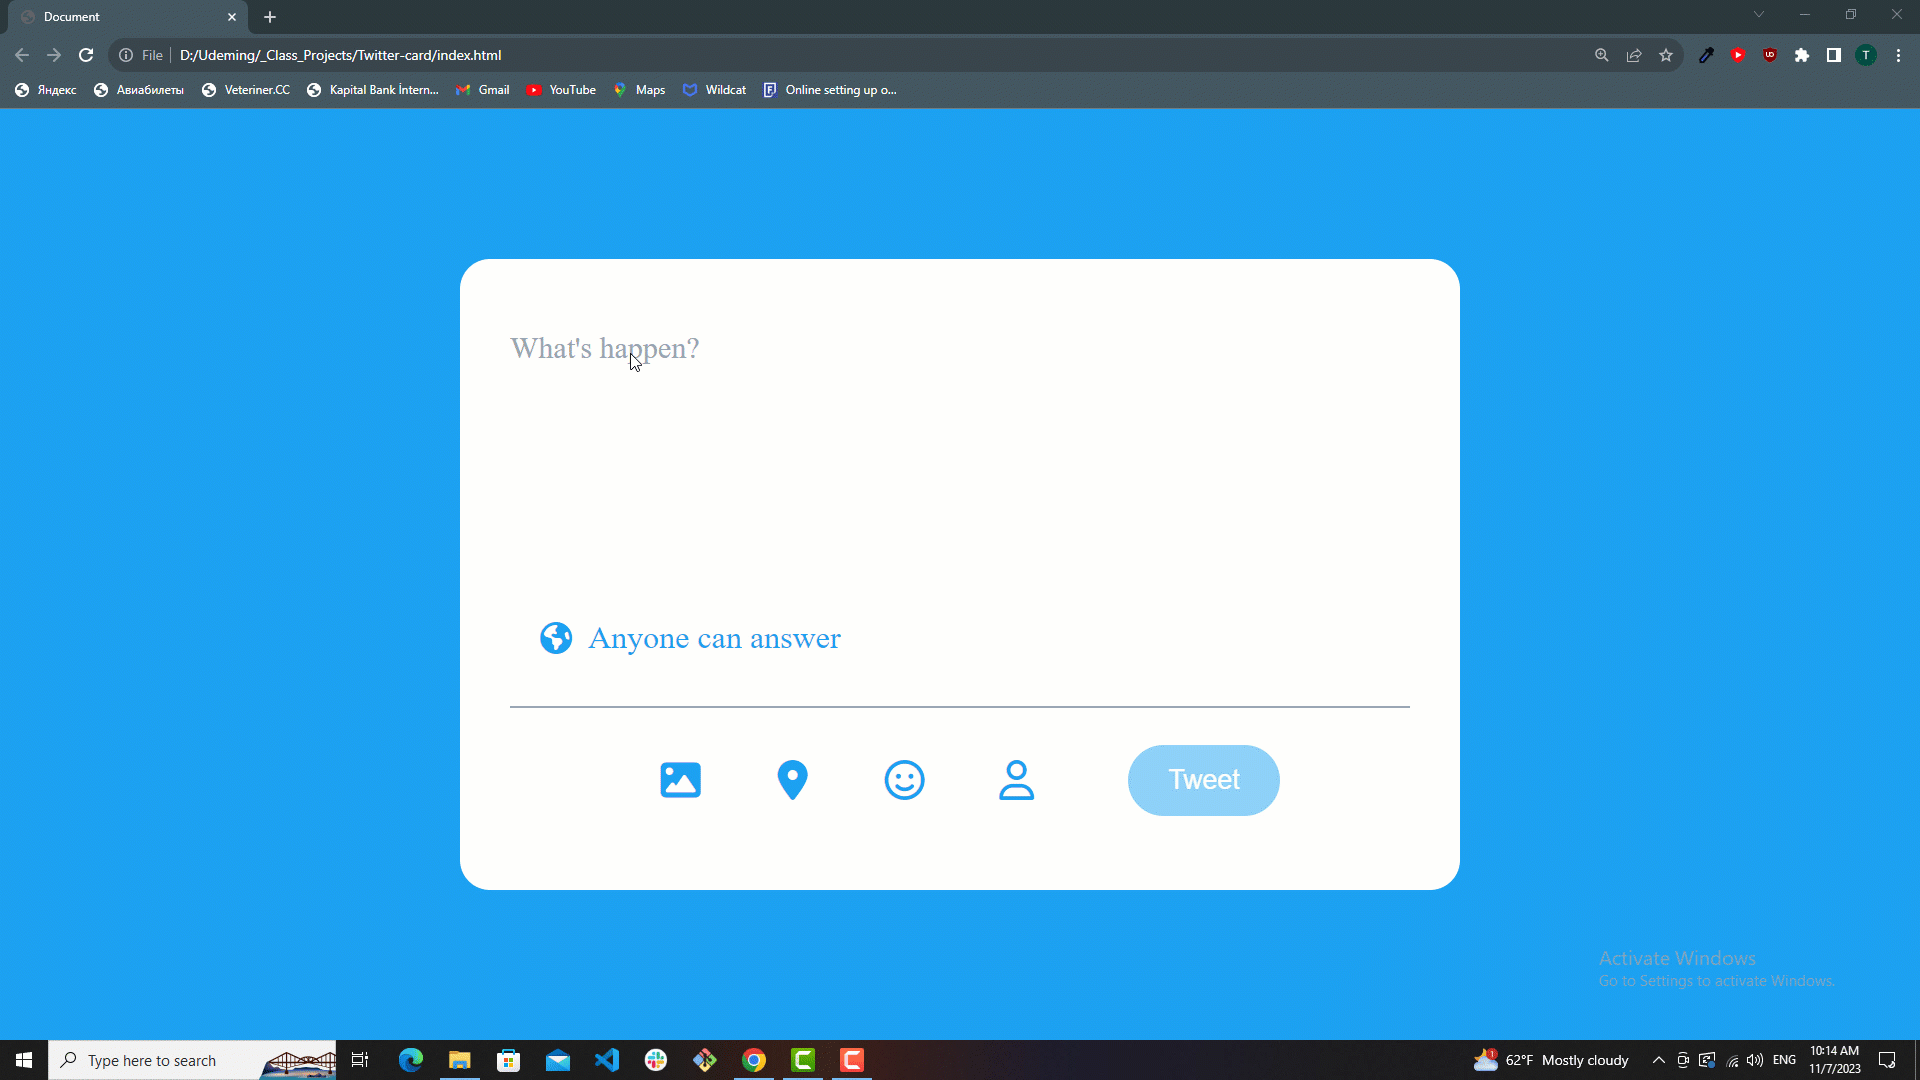 Document
File D:/Udeming/_Class_Projects/Twitter-card/index.html
UO
T
Яндекс Авиабилеты Veteriner.CC Kapital Bank İntern... Gmail YouTube Maps Wildcat Online setting up o...
What's happen?
Anyone can answer
Tweet
Activate Windows
Go to Settings to activate Windows.
Type here to search
1
62°F Mostly cloudy
ENG
10:14 AM
11/7/2023